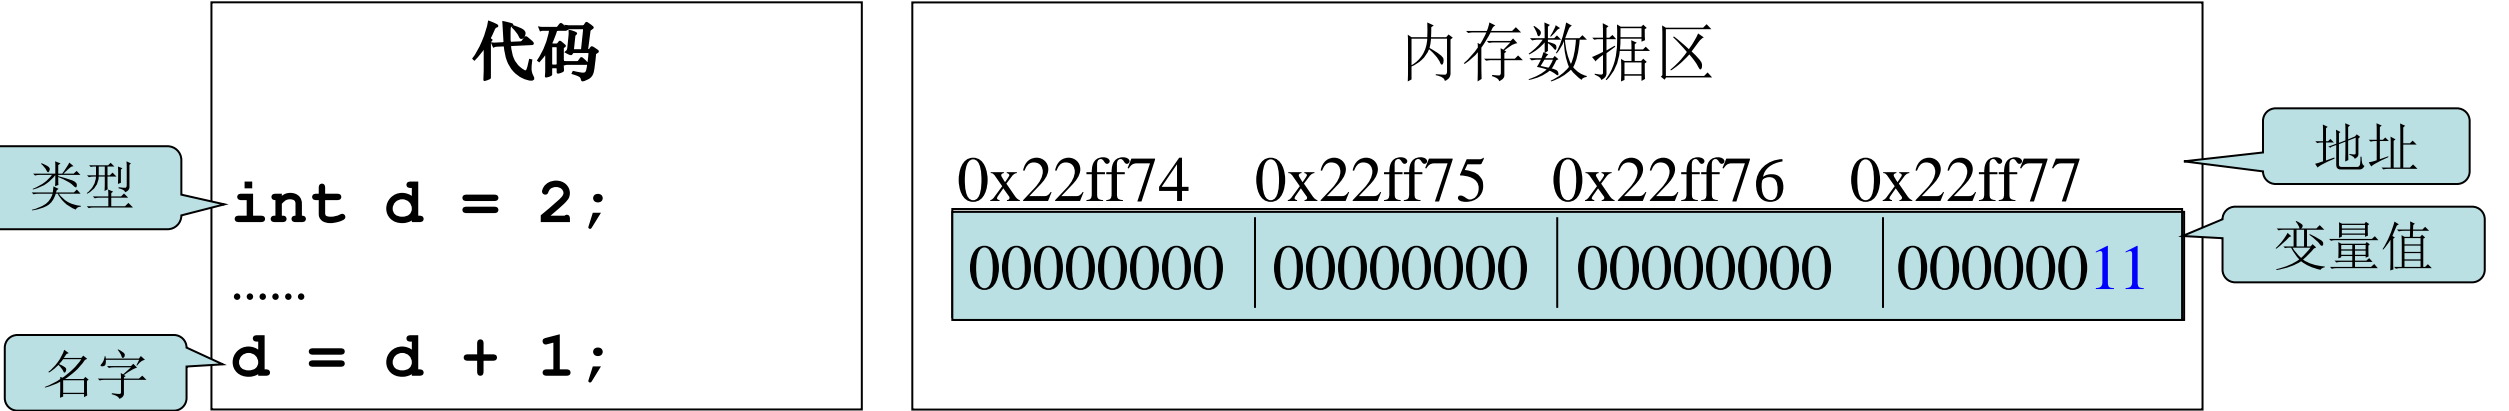 代码
类型
int d = 2;
……
名字
d = d + 1;
内存数据区
地址
0x22ff74 0x22ff75 0x22ff76 0x22ff77
变量值
00000000 00000000 00000000 00000011